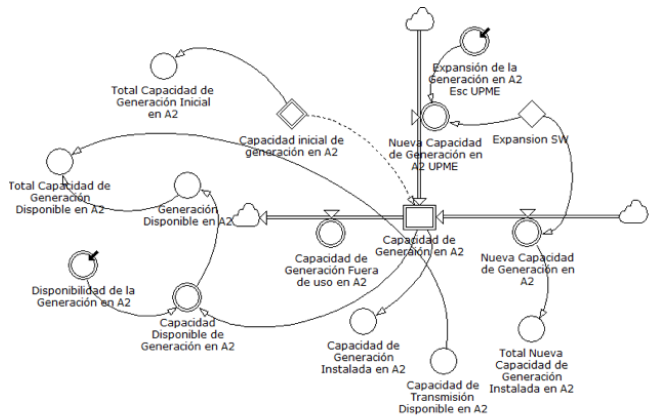 Expansión de la
Generación en A2
Esc UPME
Total Capacidad de
Generación Inicial
en A2
Capacidad inicial de
generación en A2
Nueva Capacidad
de Generación en
A2 UPME
Expansion SW
Total Capacidad de
Generación
Disponible en A2
Generación
Disponible en A2
Capacidad de
Generaión en A2
Capacidad de
Generación Fuera
de uso en A2
Nueva Capacidad
de Generación en
A2
Disponibilidad de la
Generación en A2
Capacidad
Disponible de
Generación en A2
Capacidad de
Generación
Instalada en A2
Capacidad de
Transmisión
Disponible en A2
Total Nueva
Capacidad de
Generación
Instalada en A2